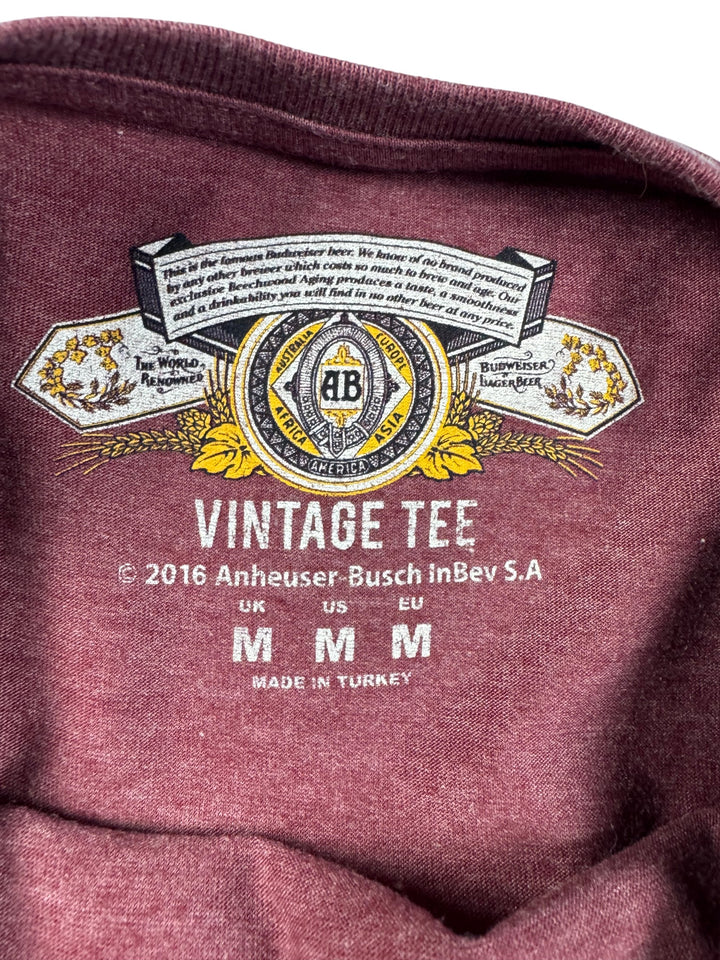 This is the famous Budweiser beer. We know of no brand produced
by any other brewer which costs so much to brew and age. Our
exclusive Beechwood Aging produces a taste, a smoothness
and a drinkability you will find in no other beer at any price.
THE WORLD
RENOWNED
AUSTRALIA
EUROPE
AB
AFRICA
ASIA
AMERICA
BUDWEISER
LAGER BEER
VINTAGE TEE
© 2016 Anheuser-Busch InBev S.A
UK US EU
M M M
MADE IN TURKEY